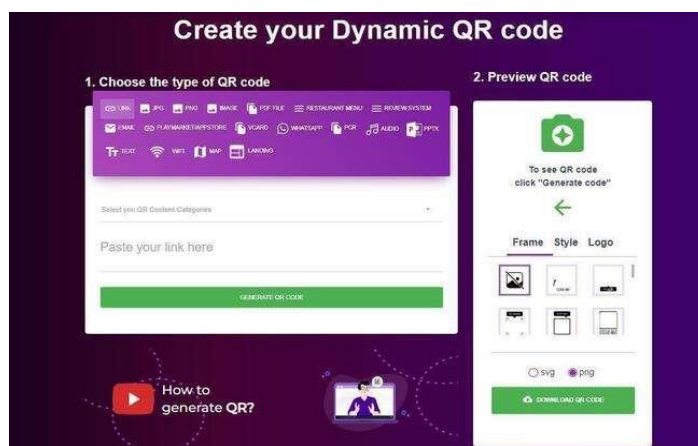 Create your Dynamic QR code
1. Choose the type of QR code
LINK JPG PNG IMAGE PDF FILE RESTAURANT MENU REVIEW SYSTEM
EMAIL PLAYMARKET/APPSTORE VCARD WHATSAPP PCR AUDIO PPTX
TEXT WIFI MAP LANDING
Select you QR Content Categories
Paste your link here
GENERATE QR CODE
How to
generate QR?
2. Preview QR code
To see QR code
click "Generate code"
Frame Style Logo
svg png
DOWNLOAD QR CODE